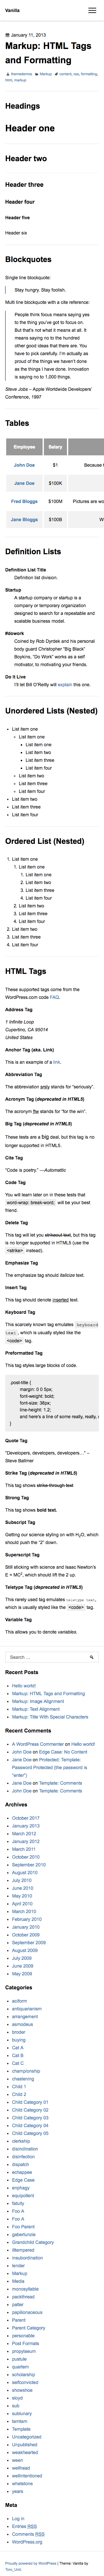 Vanilla
January 11, 2013
Markup: HTML Tags
and Formatting
themedemos Markup content, css, formatting,
html, markup
Headings
Header one
Header two
Header three
Header four
Header five
Header six
Blockquotes
Single line blockquote:
Stay hungry. Stay foolish.
Multi line blockquote with a cite reference:
People think focus means saying yes
to the thing you've got to focus on.
But that's not what it means at all. It
means saying no to the hundred
other good ideas that there are. You
have to pick carefully. I'm actually as
proud of the things we haven't done
as the things I have done. Innovation
is saying no to 1,000 things.
Steve Jobs – Apple Worldwide Developers'
Conference, 1997
Tables
Employee Salary
John Doe $1 Because t
Jane Doe $100K
Fred Bloggs $100M Pictures are wo
Jane Bloggs $100B W
Definition Lists
Definition List Title
Definition list division.
Startup
A startup company or startup is a
company or temporary organization
designed to search for a repeatable and
scalable business model.
#dowork
Coined by Rob Dyrdek and his personal
body guard Christopher "Big Black"
Boykins, "Do Work" works as a self
motivator, to motivating your friends.
Do It Live
I'll let Bill O'Reilly will explain this one.
Unordered Lists (Nested)
List item one
List item one
List item one
List item two
List item three
List item four
List item two
List item three
List item four
List item two
List item three
List item four
Ordered List (Nested)
1. List item one
1. List item one
1. List item one
2. List item two
3. List item three
4. List item four
2. List item two
3. List item three
4. List item four
2. List item two
3. List item three
4. List item four
HTML Tags
These supported tags come from the
WordPress.com code FAQ.
Address Tag
1 Infinite Loop
Cupertino, CA 95014
United States
Anchor Tag (aka. Link)
This is an example of a link.
Abbreviation Tag
The abbreviation srsly stands for "seriously".
Acronym Tag (deprecated in HTML5)
The acronym ftw stands for "for the win".
Big Tag (deprecated in HTML5)
These tests are a big deal, but this tag is no
longer supported in HTML5.
Cite Tag
"Code is poetry." —Automattic
Code Tag
You will learn later on in these tests that
word-wrap: break-word; will be your best
friend.
Delete Tag
This tag will let you strikeout text, but this tag
is no longer supported in HTML5 (use the
<strike> instead).
Emphasize Tag
The emphasize tag should italicize text.
Insert Tag
This tag should denote inserted text.
Keyboard Tag
This scarcely known tag emulates keyboard
text, which is usually styled like the
<code> tag.
Preformatted Tag
This tag styles large blocks of code.
.post-title {
margin: 0 0 5px;
font-weight: bold;
font-size: 38px;
line-height: 1.2;
and here's a line of some really, really, r
}
Quote Tag
"Developers, developers, developers…" –
Steve Ballmer
Strike Tag (deprecated in HTML5)
This tag shows strike-through text
Strong Tag
This tag shows bold text.
Subscript Tag
Getting our science styling on with H2O, which
should push the "2" down.
Superscript Tag
Still sticking with science and Isaac Newton's
E = MC2, which should lift the 2 up.
Teletype Tag (deprecated in HTML5)
This rarely used tag emulates teletype text,
which is usually styled like the <code> tag.
Variable Tag
This allows you to denote variables.
Search …
Recent Posts
Hello world!
Markup: HTML Tags and Formatting
Markup: Image Alignment
Markup: Text Alignment
Markup: Title With Special Characters
Recent Comments
A WordPress Commenter on Hello world!
John Doe on Edge Case: No Content
Jane Doe on Protected: Template:
Password Protected (the password is
"enter")
Jane Doe on Template: Comments
John Doe on Template: Comments
Jane Doe on Template: Comments
Archives
October 2017
January 2013
March 2012
January 2012
March 2011
October 2010
September 2010
August 2010
July 2010
June 2010
May 2010
April 2010
March 2010
February 2010
January 2010
October 2009
September 2009
August 2009
July 2009
June 2009
May 2009
Categories
aciform
antiquarianism
arrangement
asmodeus
broder
buying
Cat A
Cat B
Cat C
championship
chastening
Child 1
Child 2
Child Category 01
Child Category 02
Child Category 03
Child Category 04
Child Category 05
clerkship
disinclination
disinfection
dispatch
echappee
Edge Case
enphagy
equipollent
fatuity
Foo A
Foo A
Foo Parent
gaberlunzie
Grandchild Category
illtempered
insubordination
lender
Markup
Media
monosyllable
packthread
palter
papilionaceous
Parent
Parent Category
personable
Post Formats
propylaeum
pustule
quartern
scholarship
selfconvicted
showshoe
sloyd
sub
sublunary
tamtam
Template
Uncategorized
Unpublished
weakhearted
ween
wellhead
wellintentioned
whetstone
years
Meta
Log in
Entries RSS
Comments RSS
WordPress.org
Proudly powered by WordPress | Theme: Vanilla by